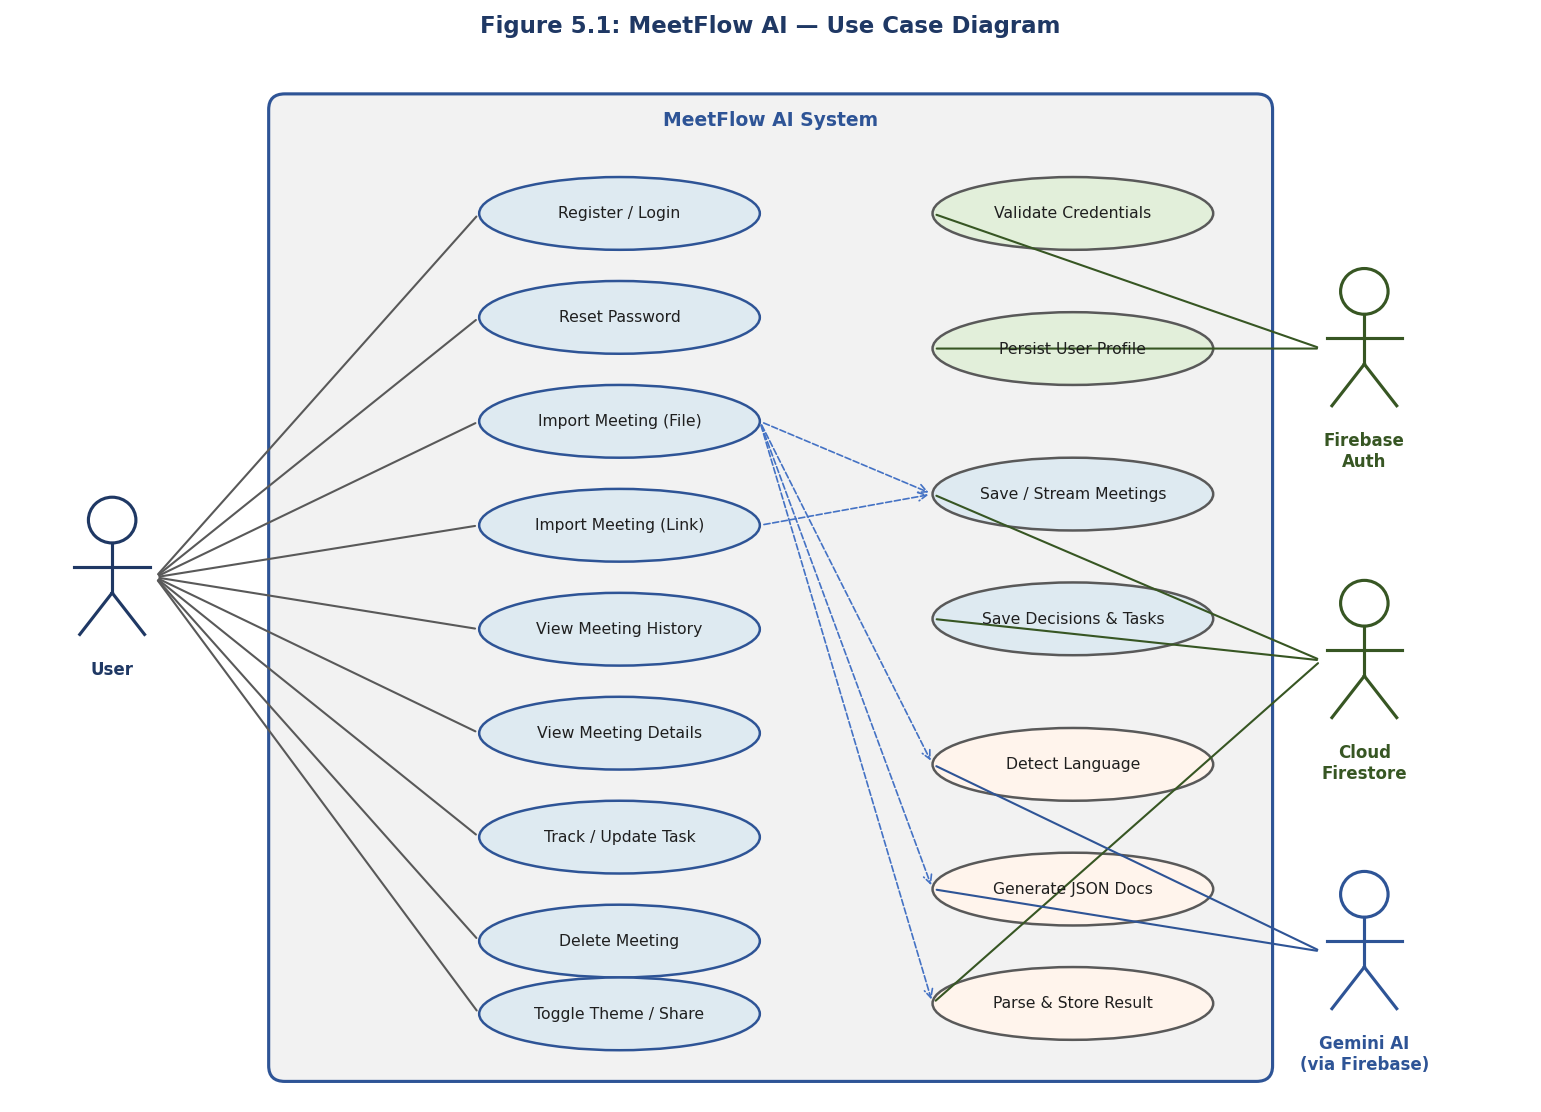 Figure 5.1: MeetFlow AI — Use Case Diagram
MeetFlow AI System
Register / Login
Reset Password
Import Meeting (File)
Import Meeting (Link)
View Meeting History
View Meeting Details
Track / Update Task
Delete Meeting
Toggle Theme / Share
Validate Credentials
Persist User Profile
Save / Stream Meetings
Save Decisions & Tasks
Detect Language
Generate JSON Docs
Parse & Store Result
User
Firebase
Auth
Cloud
Firestore
Gemini AI
(via Firebase)